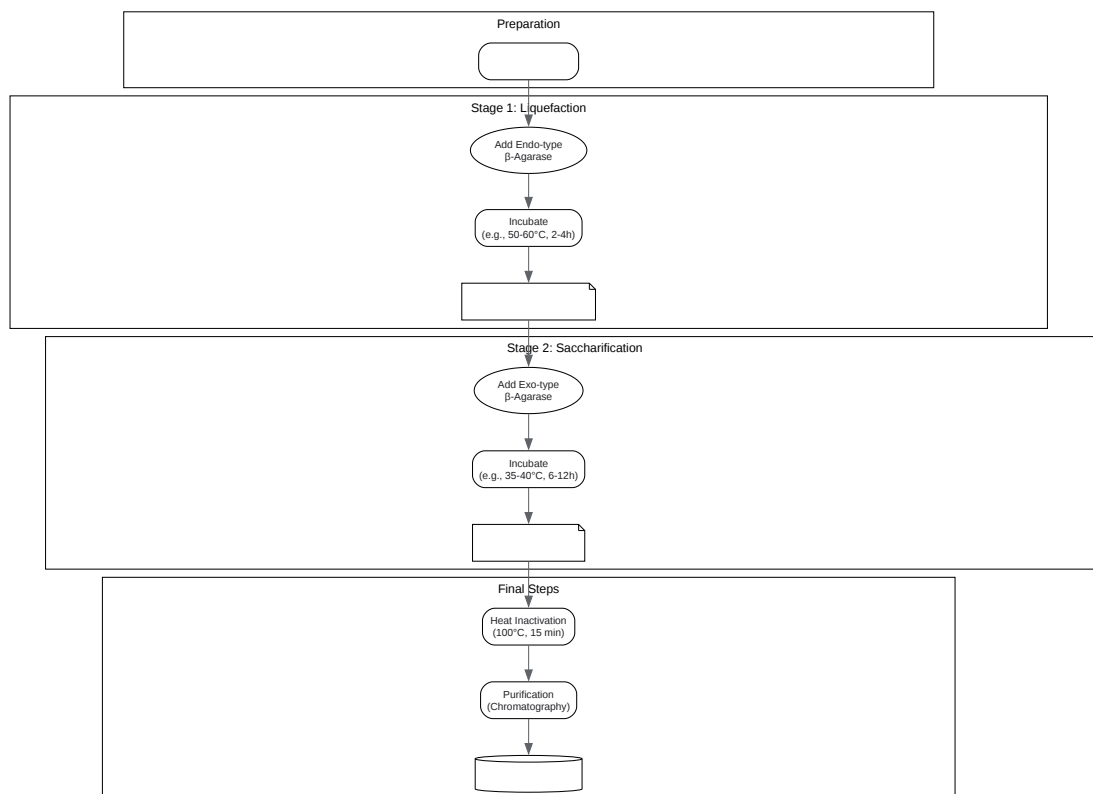 Preparation
Stage 1: Liquefaction
Add Endo-type
β-Agarase
Incubate
(e.g., 50-60°C, 2-4h)
Stage 2: Saccharification
Add Exo-type
β-Agarase
Incubate
(e.g., 35-40°C, 6-12h)
Final Steps
Heat Inactivation
(100°C, 15 min)
Purification
(Chromatography)